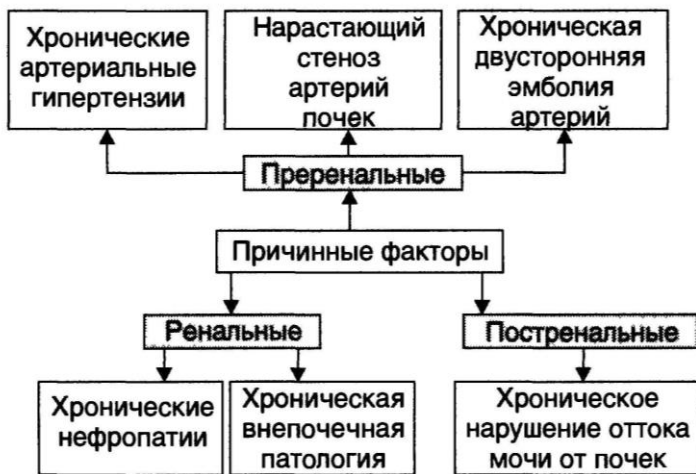 Хронические
артериальные
гипертензии
Нарастающий
стеноз
артерий
почек
Хроническая
двусторонняя
эмболия
артерий
Преренальные
Причинные факторы
Ренальные
Постренальные
Хронические
нефропатии
Хроническая
внепочечная
патология
Хроническое
нарушение оттока
мочи от почек